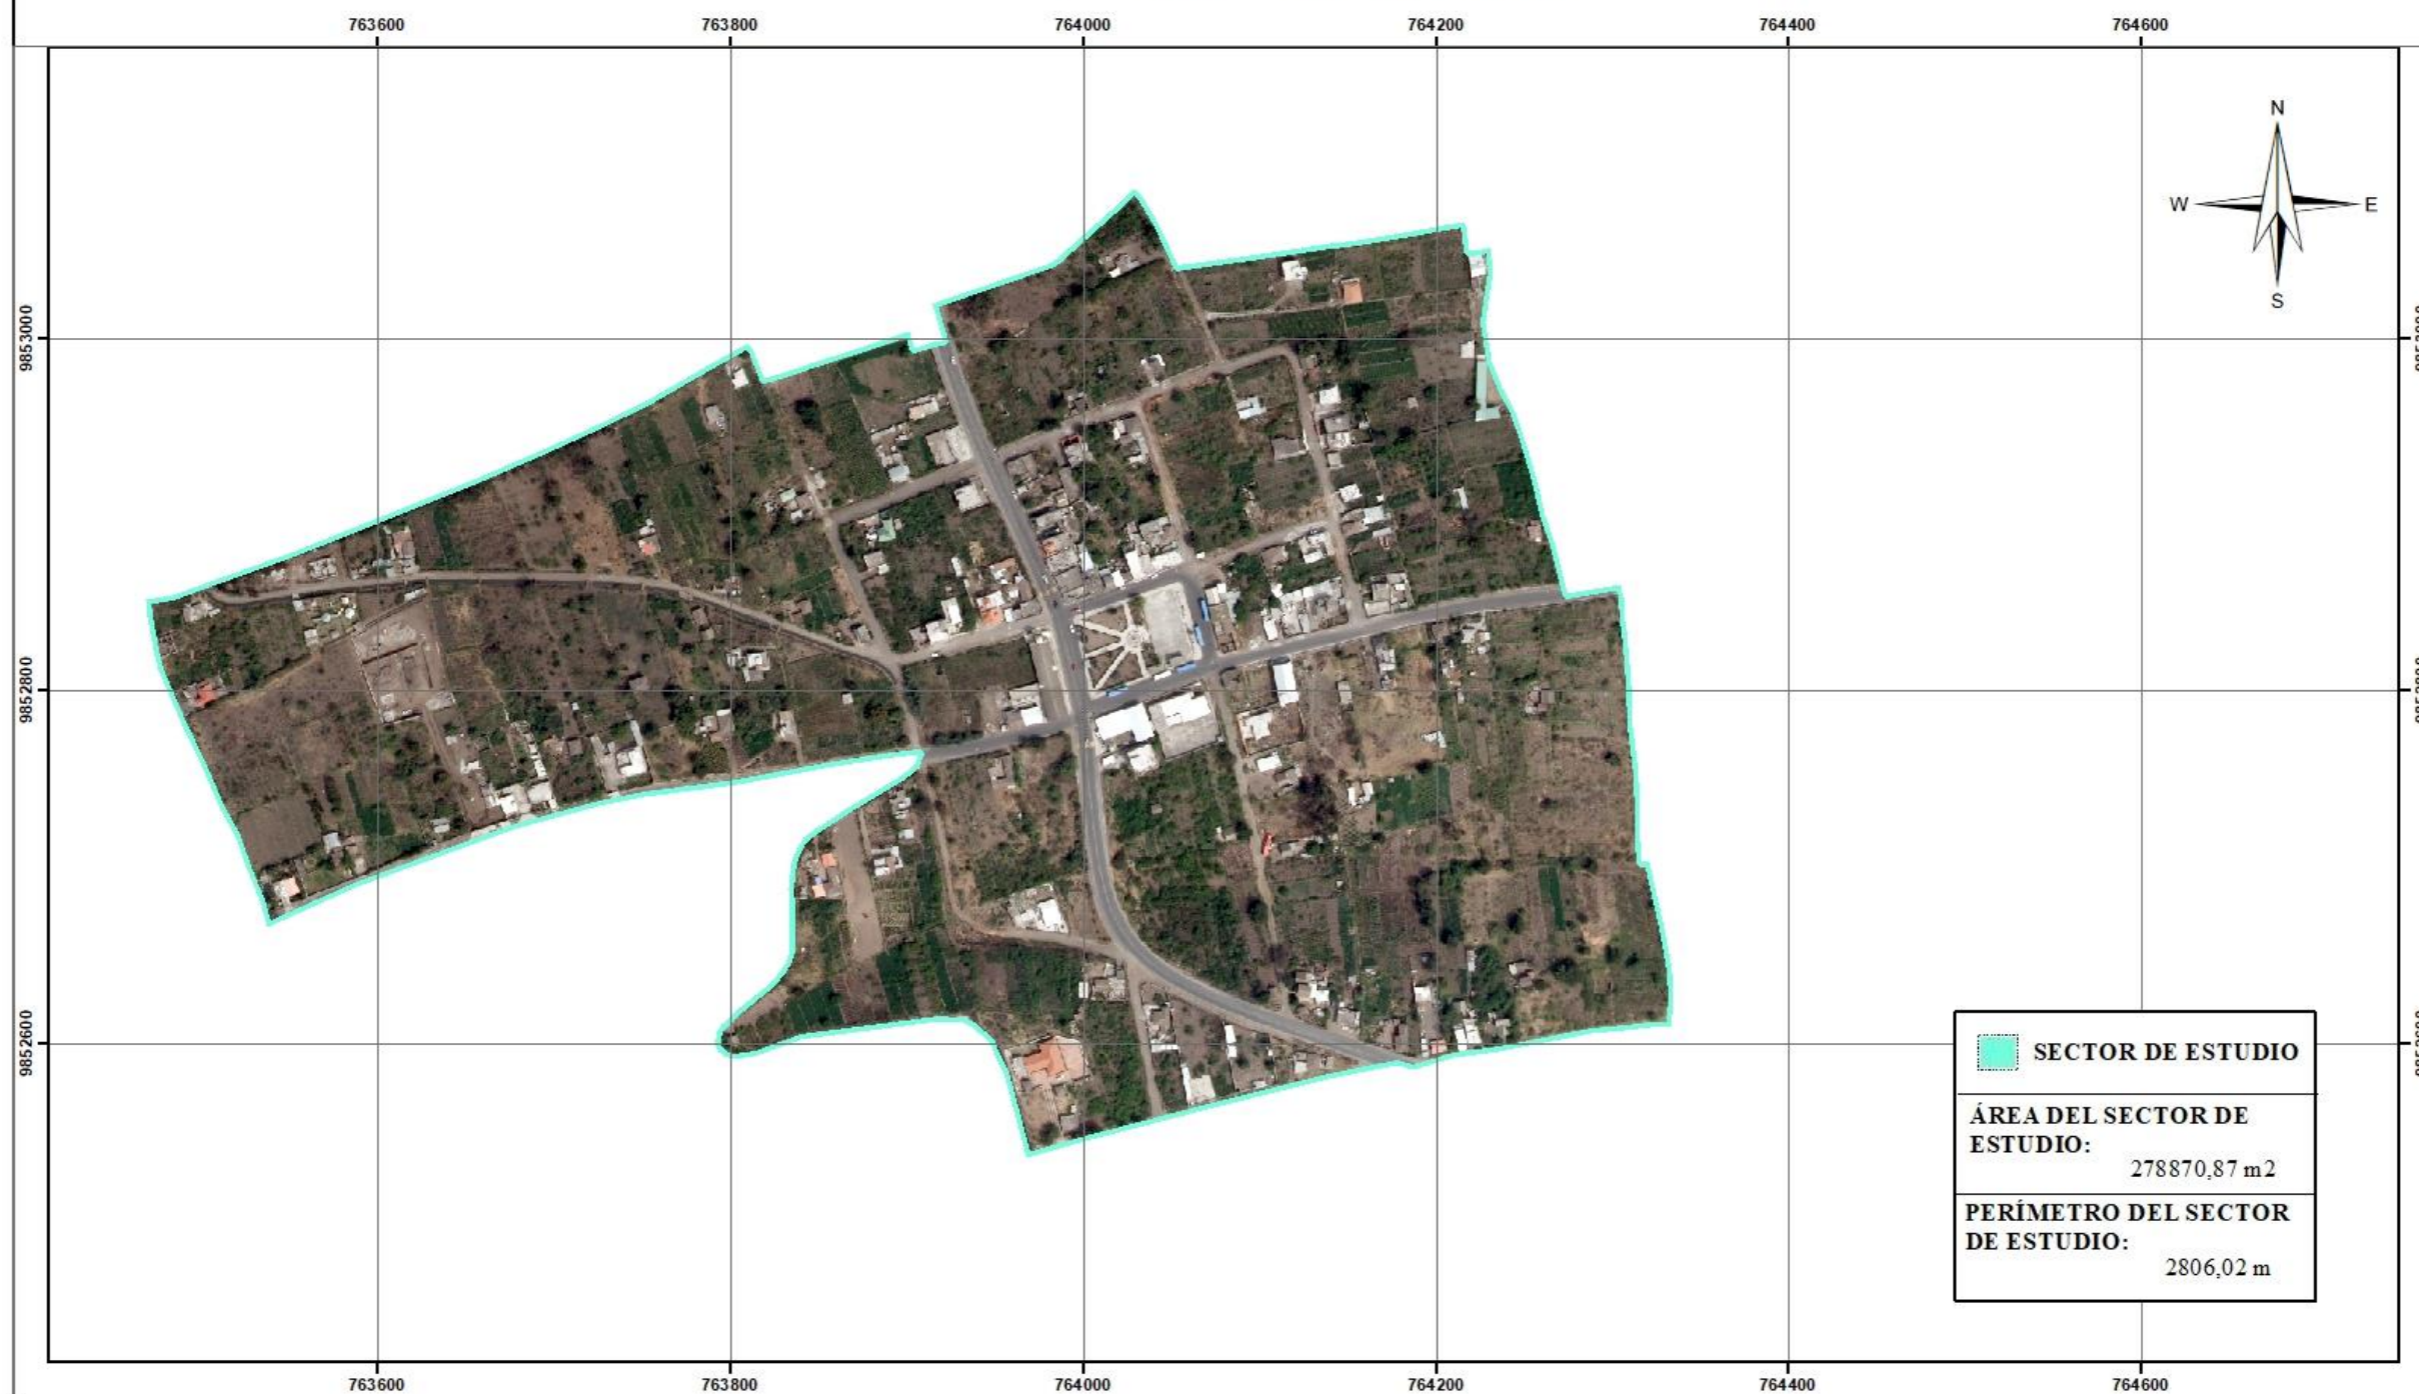 763600 763800 764000 764200 764400 764600
N
W E
S
9853000
9852800
9852600
SECTOR DE ESTUDIO
ÁREA DEL SECTOR DE
ESTUDIO:
278870,87 m2
PERÍMETRO DEL SECTOR
DE ESTUDIO:
2806,02 m
763600 763800 764000 764200 764400 764600